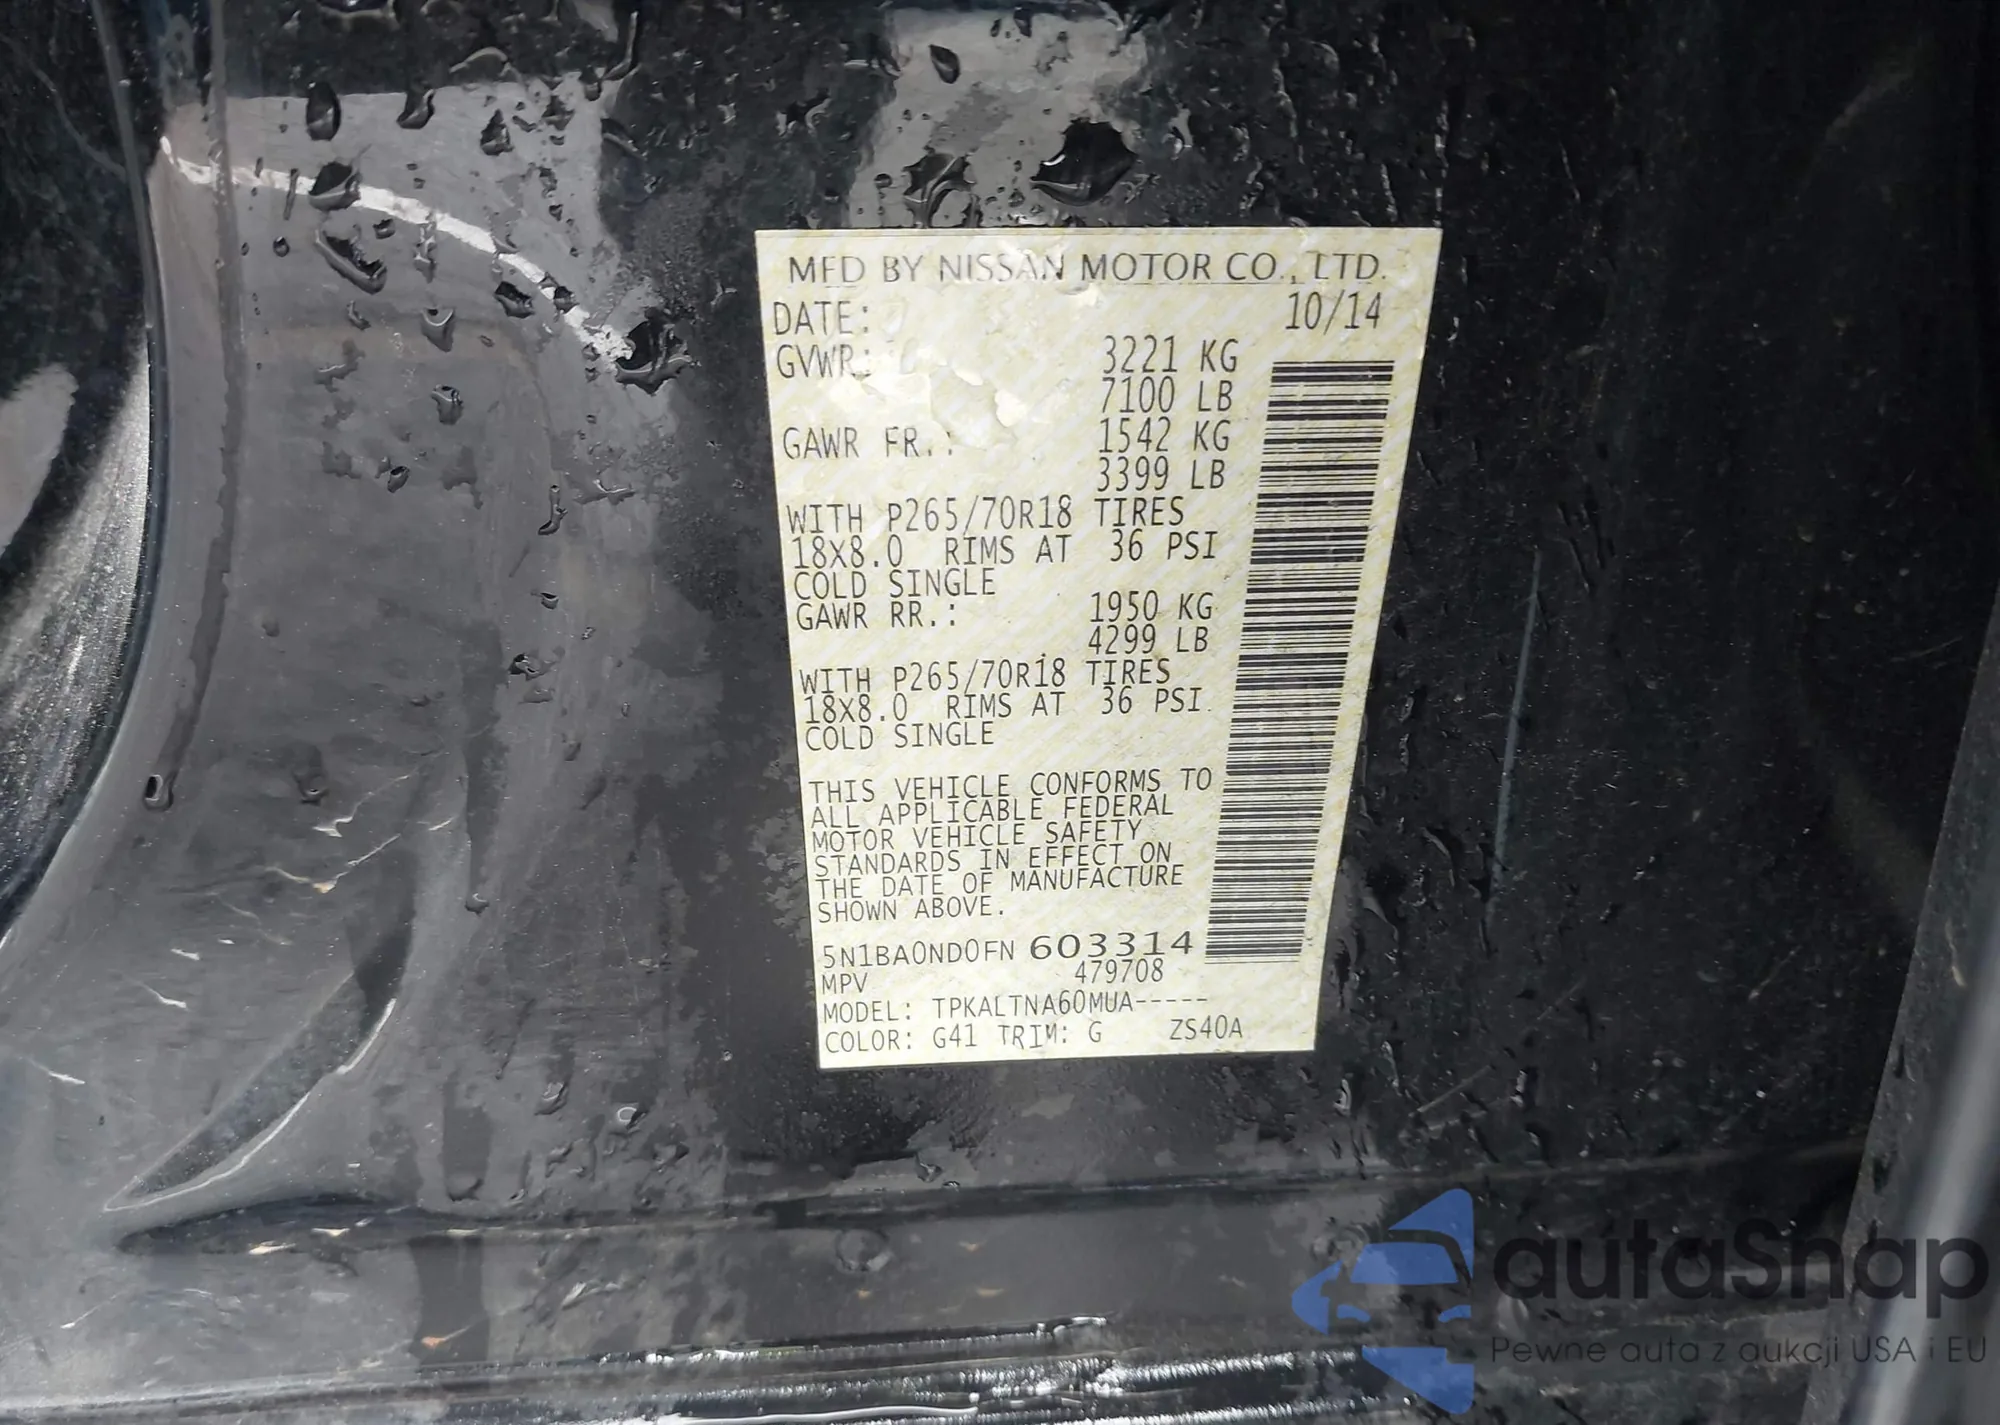 MFD BY NISSAN MOTOR CO., LTD.
DATE: 10/14
GVWR: 3221 KG
7100 LB
GAWR FR.: 1542 KG
3399 LB
WITH P265/70R18 TIRES
18X8.0 RIMS AT 36 PSI
COLD SINGLE
GAWR RR.: 1950 KG
4299 LB
WITH P265/70R18 TIRES
18X8.0 RIMS AT 36 PSI
COLD SINGLE
THIS VEHICLE CONFORMS TO
ALL APPLICABLE FEDERAL
MOTOR VEHICLE SAFETY
STANDARDS IN EFFECT ON
THE DATE OF MANUFACTURE
SHOWN ABOVE.
5N1BA0ND0FN 603314
MPV 479708
MODEL: TPKALTNA60MUA-----
COLOR: G41 TRIM: G ZS40A
autaSnap
Pewne auta z aukcji USA i EU